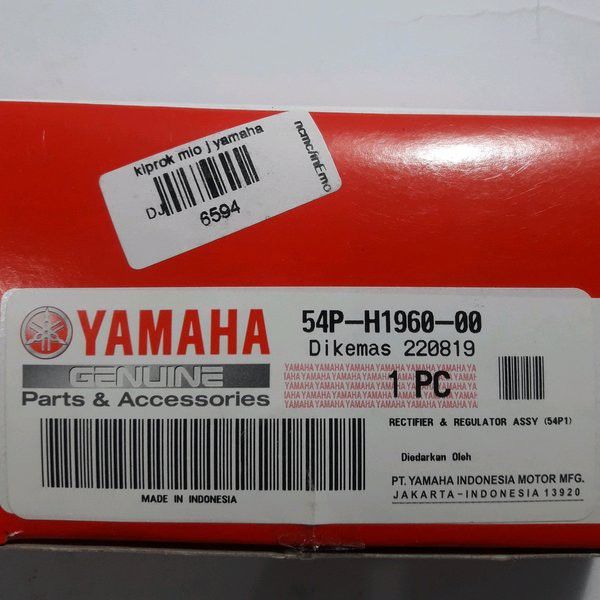 kiprok mio j yamaha
DJ
6594
YAMAHA
GENUINE
Parts & Accessories
54P-H1960-00
Dikemas 220819
1 PC
RECTIFIER & REGULATOR ASSY (54P1)
Diedarkan Oleh
PT. YAMAHA INDONESIA MOTOR MFG.
JAKARTA-INDONESIA 13920
MADE IN INDONESIA